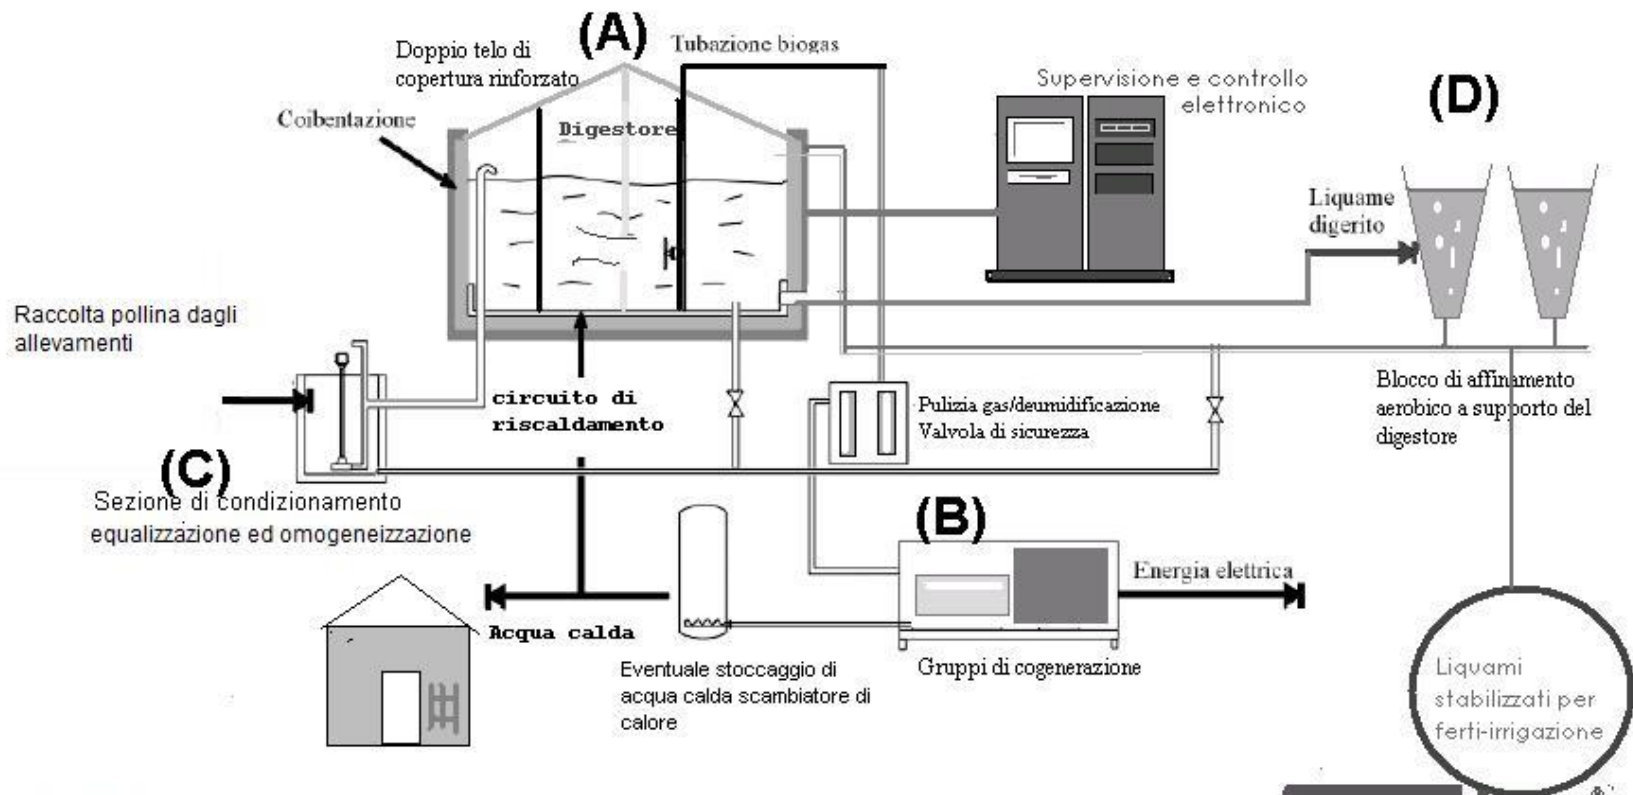 (A)
Doppio telo di
copertura rinforzato
Tubazione biogas
Supervisione e controllo
elettronico
(D)
Coibentazione
Digestore
Liquame
digerito
Raccolta pollina dagli
allevamenti
circuito di
riscaldamento
Pulizia gas/deumidificazione
Valvola di sicurezza
Blocco di affinamento
aerobico a supporto del
digestore
(C)
Sezione di condizionamento
equalizzazione ed omogeneizzazione
(B)
Energia elettrica
Acqua calda
Eventuale stoccaggio di
acqua calda scambiatore di
calore
Gruppi di cogenerazione
Liquami
stabilizzati per
ferti-irrigazione